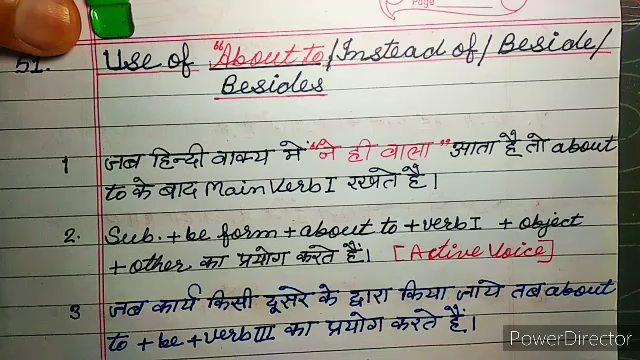 Page
51. Use of "About to/Instead of/Beside/
Besides
1 जब हिन्दी वाक्य में "ने ही वाला" आता है तो about
to के बाद Main Verb I रखते है।
2. Sub. + be form + about to + verb I + object
+ other का प्रयोग करते हैं। [Active Voice]
3 जब कार्य किसी दूसरे के द्वारा किया जाये तब about
to + be + verb III का प्रयोग करते हैं।
PowerDirector